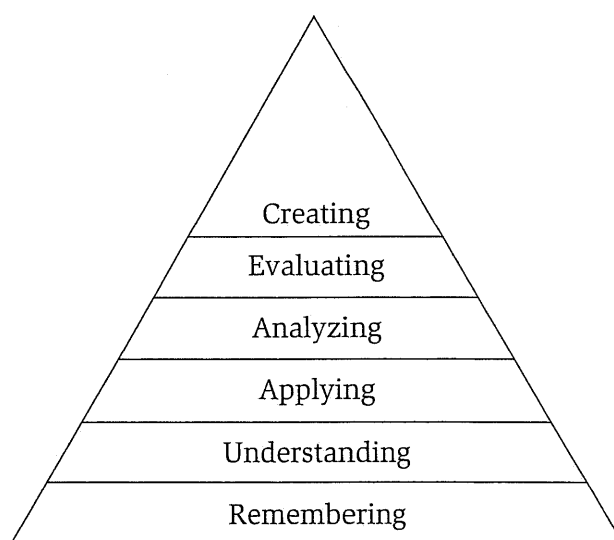 Creating
Evaluating
Analyzing
Applying
Understanding
Remembering